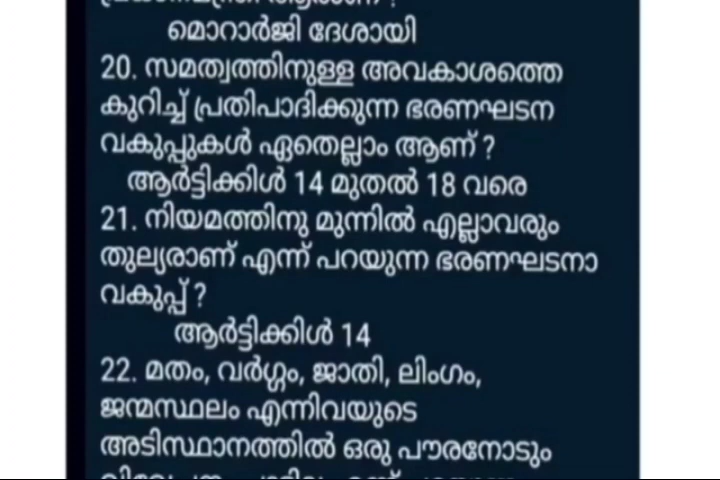 മൊറാർജി ദേശായി
20. സമത്വത്തിനുള്ള അവകാശത്തെ
കുറിച്ച് പ്രതിപാദിക്കുന്ന ഭരണഘടന
വകുപ്പുകൾ ഏതെല്ലാം ആണ് ?
ആർട്ടിക്കിൾ 14 മുതൽ 18 വരെ
21. നിയമത്തിനു മുന്നിൽ എല്ലാവരും
തുല്യരാണ് എന്ന് പറയുന്ന ഭരണഘടനാ
വകുപ്പ് ?
ആർട്ടിക്കിൾ 14
22. മതം, വർഗ്ഗം, ജാതി, ലിംഗം,
ജന്മസ്ഥലം എന്നിവയുടെ
അടിസ്ഥാനത്തിൽ ഒരു പൗരനോടും